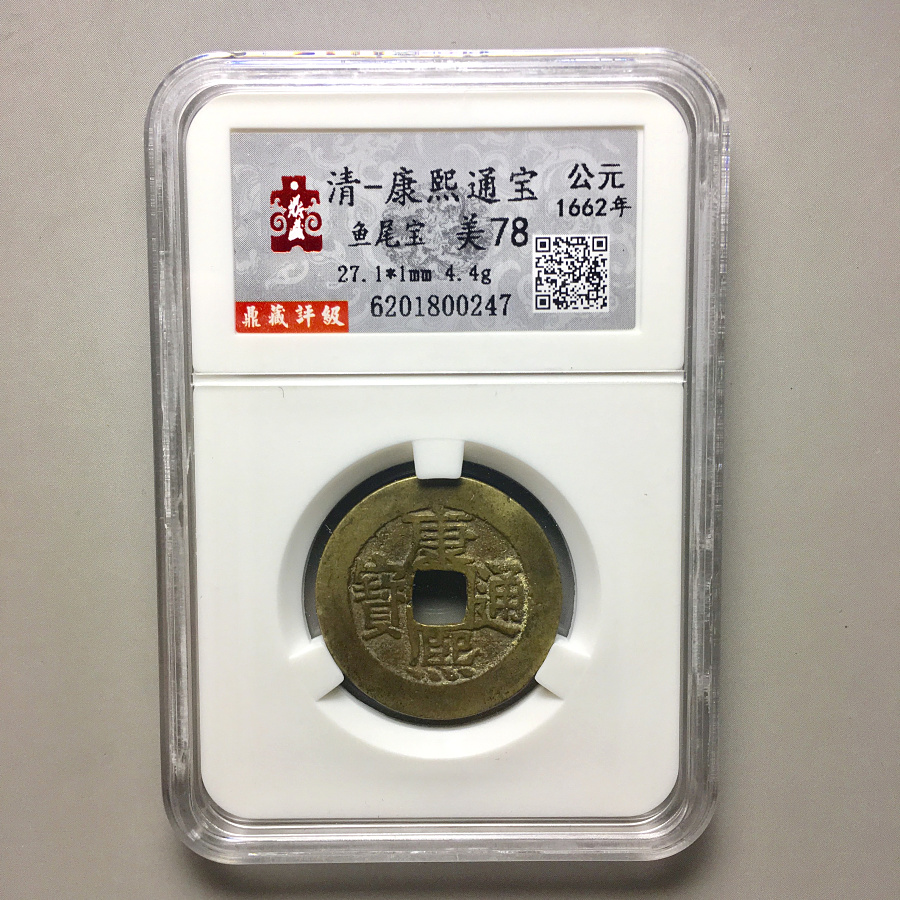 清-康熙通宝
公元
1662年
鱼尾宝 美78
27.1*1mm 4.4g
鼎藏評級
6201800247
康熙通寶